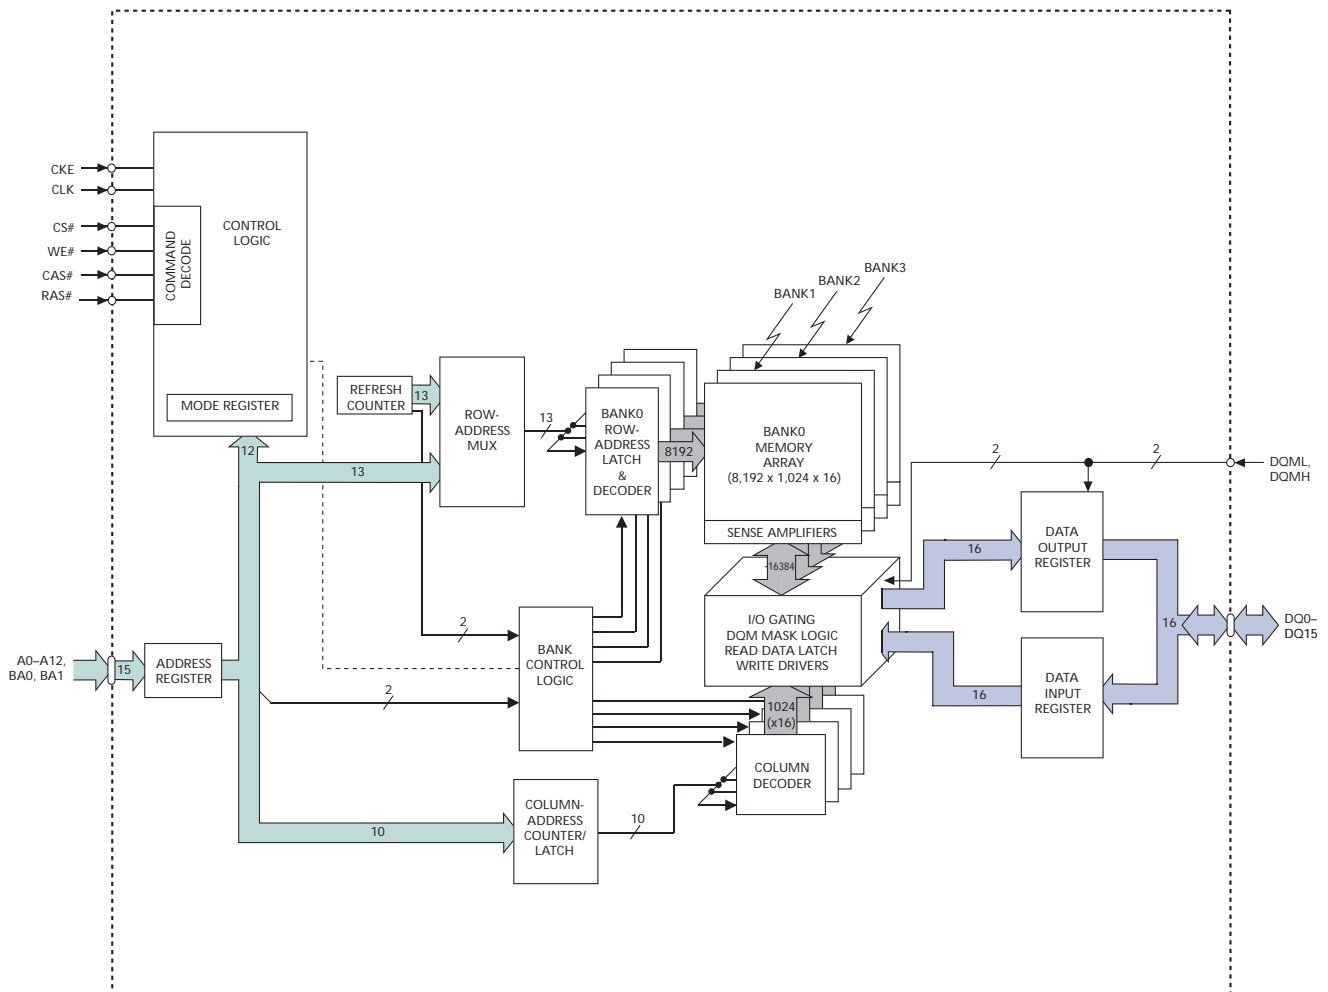 CKE
CLK
CS#
WE#
CAS#
RAS#
COMMAND
DECODE
CONTROL
LOGIC
MODE REGISTER
12
REFRESH
COUNTER
13
13
ROW-
ADDRESS
MUX
13
BANK0
ROW-
ADDRESS
LATCH
&
DECODER
8192
BANK1
BANK2
BANK3
BANK0
MEMORY
ARRAY
(8,192 x 1,024 x 16)
SENSE AMPLIFIERS
16384
I/O GATING
DQM MASK LOGIC
READ DATA LATCH
WRITE DRIVERS
1024
(x16)
COLUMN
DECODER
2
2
DQML,
DQMH
16
DATA
OUTPUT
REGISTER
16
DQ0–
DQ15
16
DATA
INPUT
REGISTER
A0–A12,
BA0, BA1
15
ADDRESS
REGISTER
2
2
BANK
CONTROL
LOGIC
10
COLUMN-
ADDRESS
COUNTER/
LATCH
10